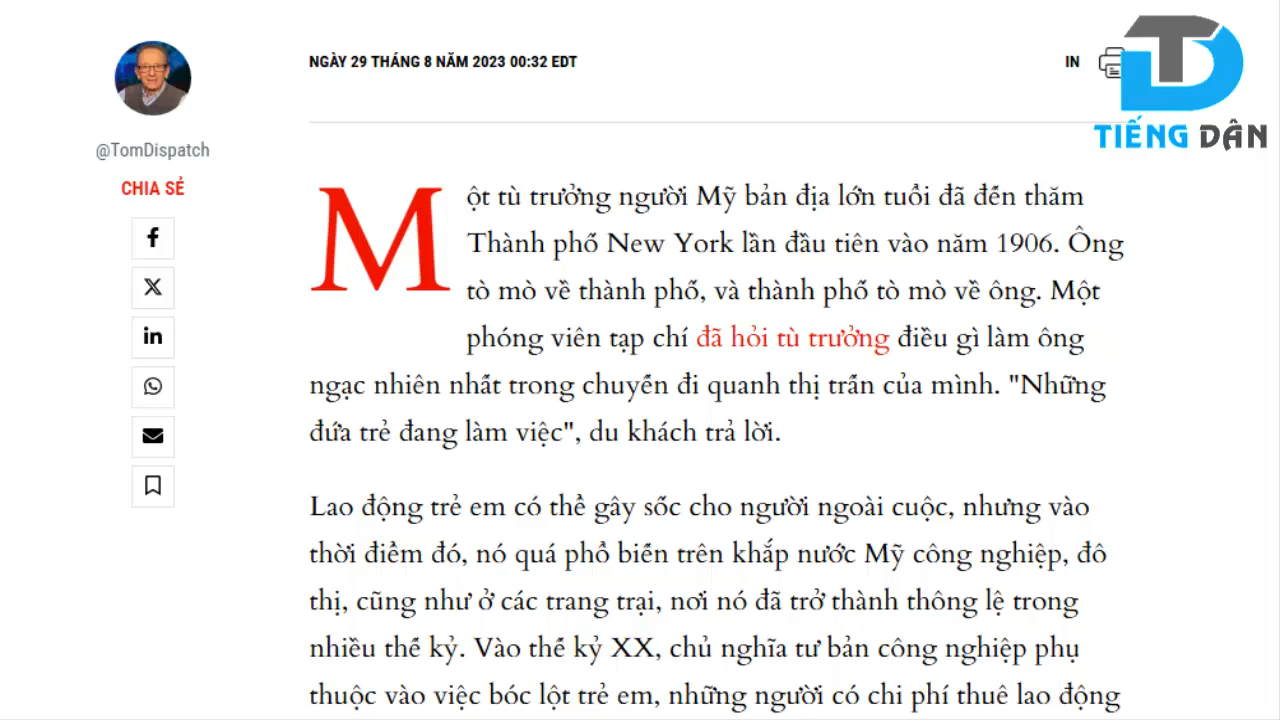 NGÀY 29 THÁNG 8 NĂM 2023 00:32 EDT
IN
TIẾNG DÂN
@TomDispatch
CHIA SẺ
Một tù trưởng người Mỹ bản địa lớn tuổi đã đến thăm
Thành phố New York lần đầu tiên vào năm 1906. Ông
tò mò về thành phố, và thành phố tò mò về ông. Một
phóng viên tạp chí đã hỏi tù trưởng điều gì làm ông
ngạc nhiên nhất trong chuyến đi quanh thị trấn của mình. "Những
đứa trẻ đang làm việc", du khách trả lời.
Lao động trẻ em có thể gây sốc cho người ngoài cuộc, nhưng vào
thời điểm đó, nó quá phổ biến trên khắp nước Mỹ công nghiệp, đô
thị, cũng như ở các trang trại, nơi nó đã trở thành thông lệ trong
nhiều thế kỷ. Vào thế kỷ XX, chủ nghĩa tư bản công nghiệp phụ
thuộc vào việc bóc lột trẻ em, những người có chi phí thuê lao động